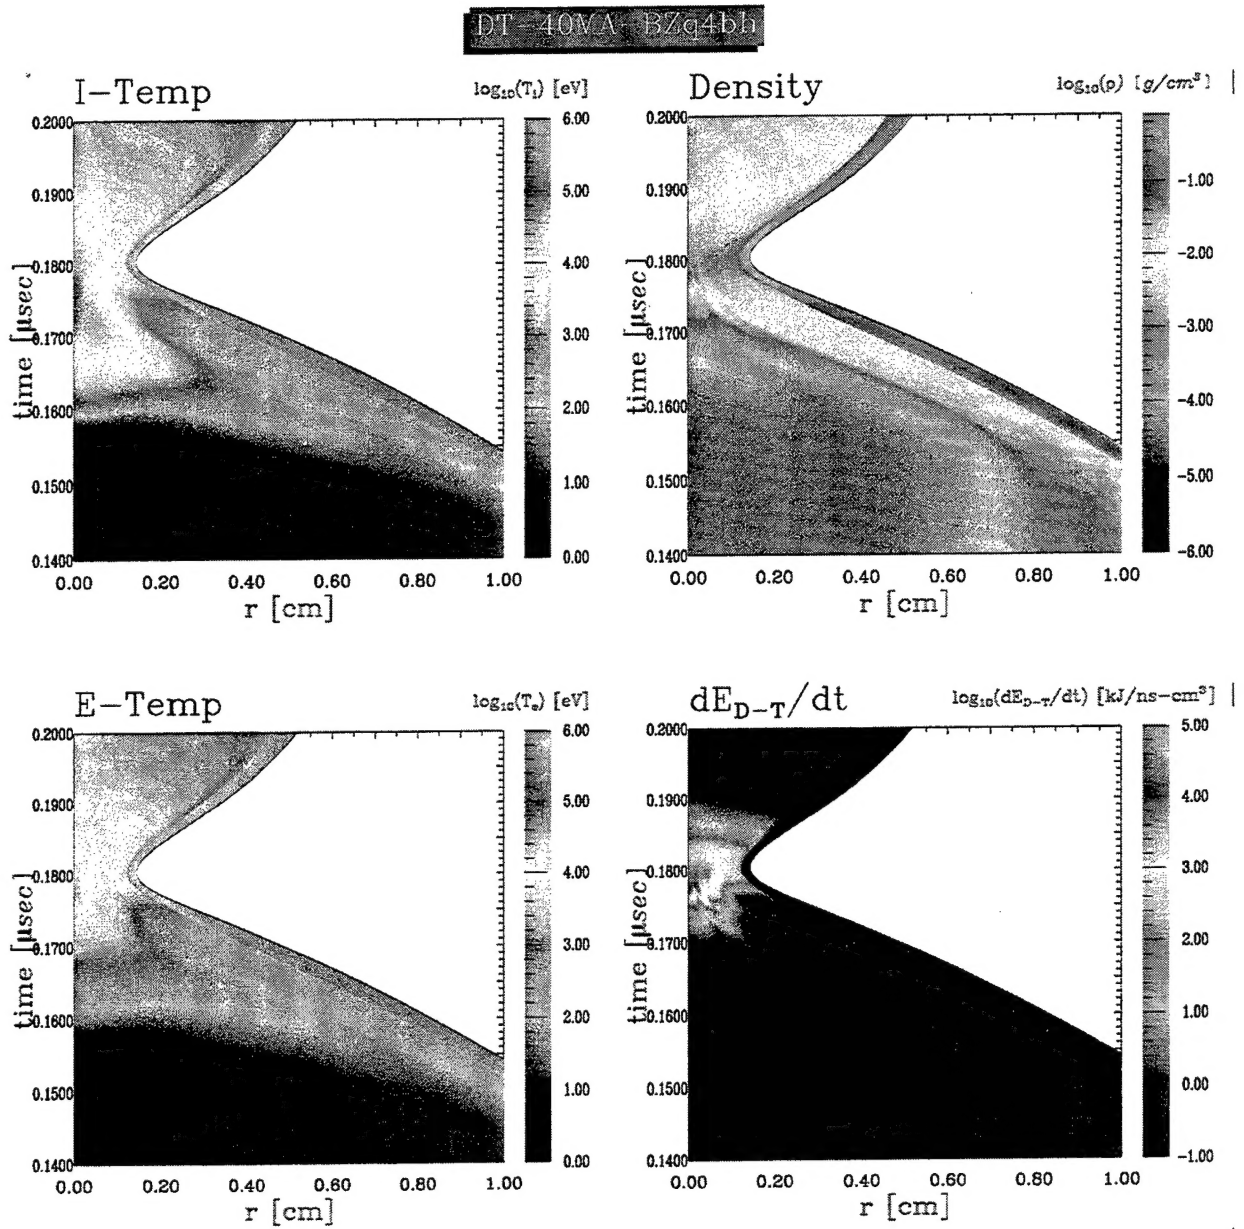 DT-40MA-BZq4bh
I-Temp
log₁₀(Tᵢ) [eV]
0.2000
0.1900
0.1800
0.1700
0.1600
0.1500
0.1400
time [μsec]
0.00 0.20 0.40 0.60 0.80 1.00
r [cm]
6.00
5.00
4.00
3.00
2.00
1.00
0.00
Density
log₁₀(ρ) [g/cm³]
0.2000
0.1900
0.1800
0.1700
0.1600
0.1500
0.1400
time [μsec]
0.00 0.20 0.40 0.60 0.80 1.00
r [cm]
-1.00
-2.00
-3.00
-4.00
-5.00
-6.00
E-Temp
log₁₀(Tₑ) [eV]
0.2000
0.1900
0.1800
0.1700
0.1600
0.1500
0.1400
time [μsec]
0.00 0.20 0.40 0.60 0.80 1.00
r [cm]
6.00
5.00
4.00
3.00
2.00
1.00
0.00
dE_D-T/dt
log₁₀(dE_D-T/dt) [kJ/ns-cm³]
0.2000
0.1900
0.1800
0.1700
0.1600
0.1500
0.1400
time [μsec]
0.00 0.20 0.40 0.60 0.80 1.00
r [cm]
5.00
4.00
3.00
2.00
1.00
0.00
-1.00